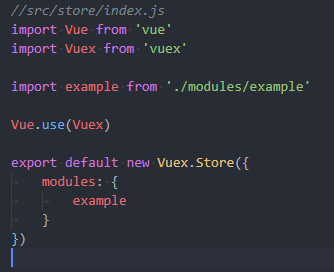 //src/store/index.js
import Vue from 'vue'
import Vuex from 'vuex'

import example from './modules/example'

Vue.use(Vuex)

export default new Vuex.Store({
    modules: {
        example
    }
})